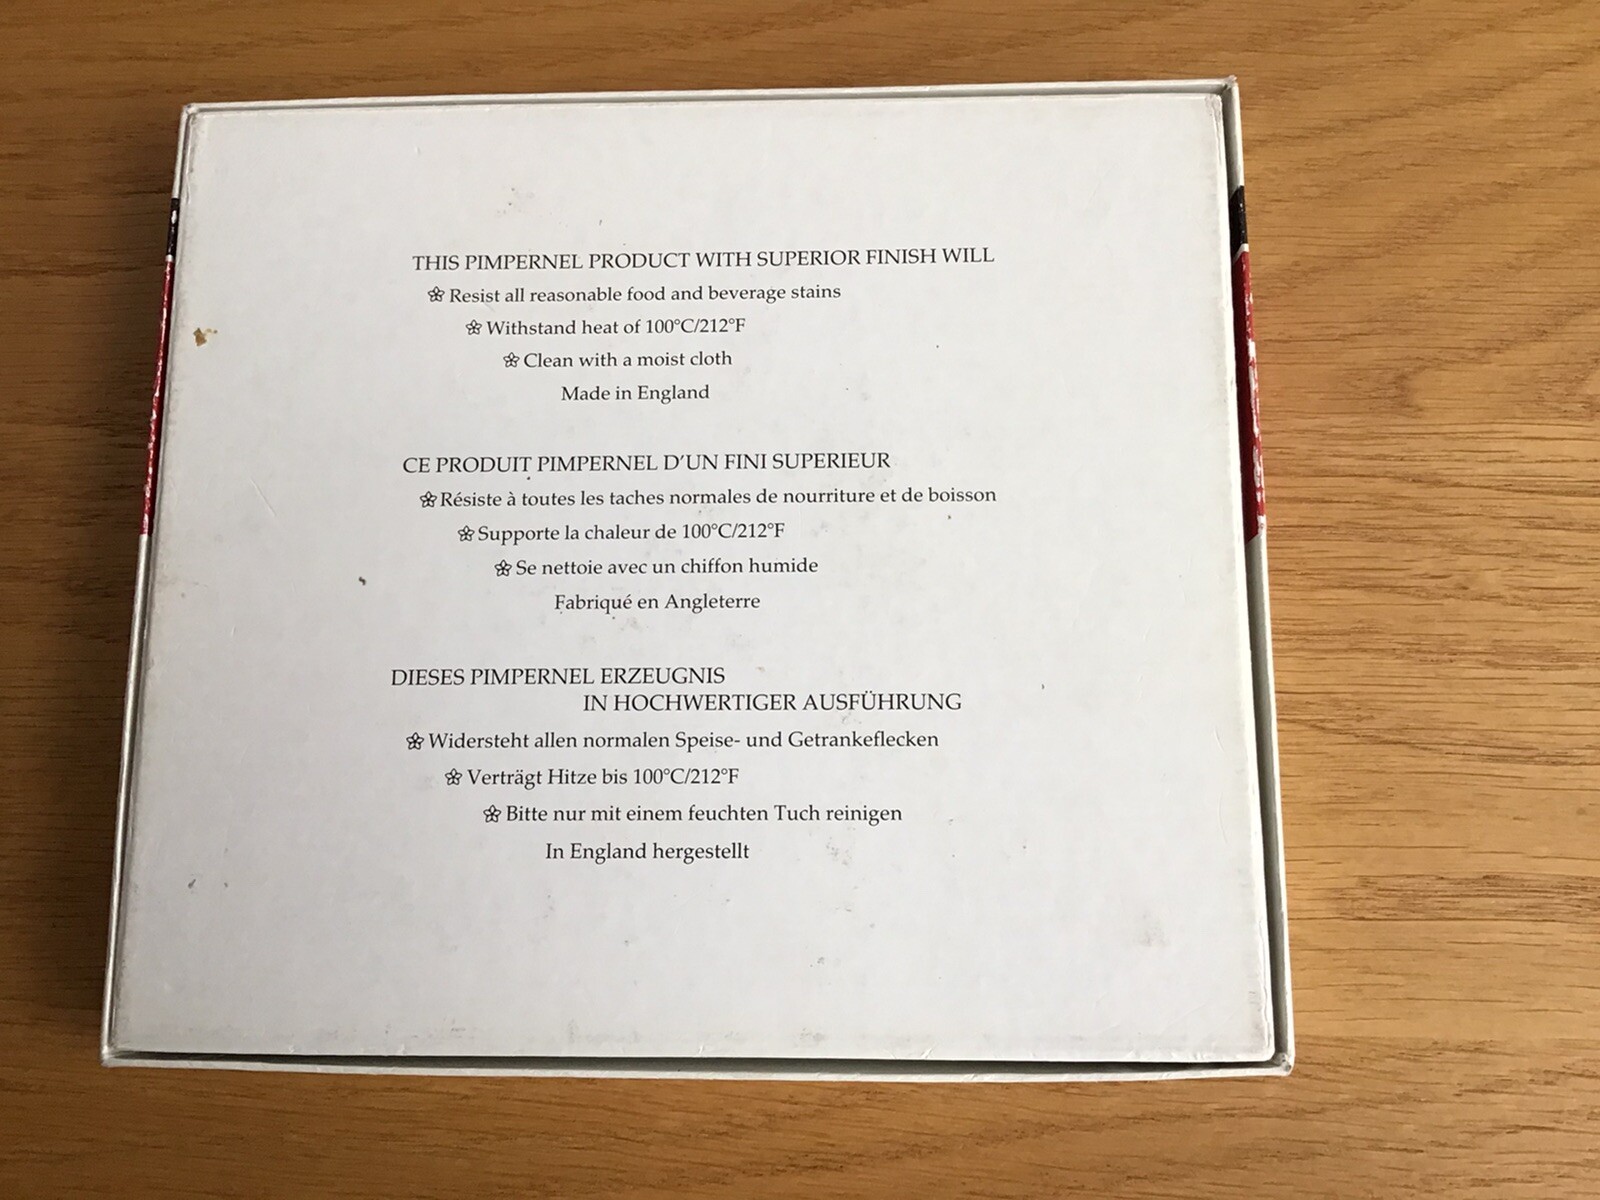 THIS PIMPERNEL PRODUCT WITH SUPERIOR FINISH WILL
Resist all reasonable food and beverage stains
Withstand heat of 100°C/212°F
Clean with a moist cloth
Made in England
CE PRODUIT PIMPERNEL D'UN FINI SUPERIEUR
Résiste à toutes les taches normales de nourriture et de boisson
Supporte la chaleur de 100°C/212°F
Se nettoie avec un chiffon humide
Fabriqué en Angleterre
DIESES PIMPERNEL ERZEUGNIS
IN HOCHWERTIGER AUSFÜHRUNG
Widersteht allen normalen Speise- und Getrankeflecken
Verträgt Hitze bis 100°C/212°F
Bitte nur mit einem feuchten Tuch reinigen
In England hergestellt